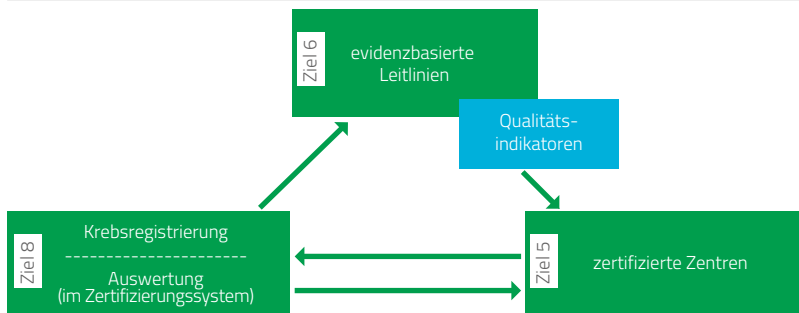 Ziel 6
evidenzbasierte
Leitlinien
Qualitäts-
indikatoren
Ziel 8
Krebsregistrierung
----------------------
Auswertung
(im Zertifizierungssystem)
Ziel 5
zertifizierte Zentren